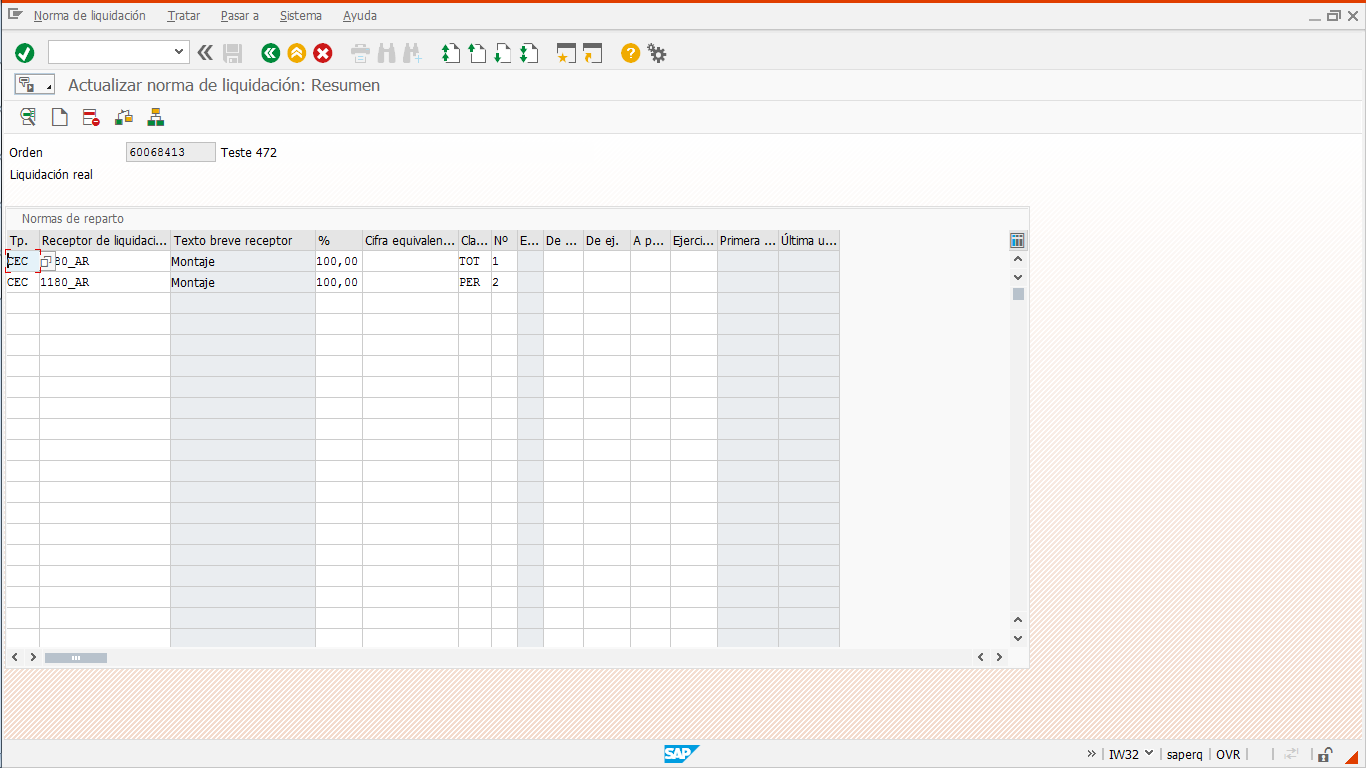 Norma de liquidación Tratar Pasar a Sistema Ayuda
Actualizar norma de liquidación: Resumen
Orden 60068413 Teste 472
Liquidación real
Normas de reparto
Tp. Receptor de liquidaci... Texto breve receptor % Cifra equivalen... Cla... Nº E... De ... De ej. A p... Ejerci... Primera ... Última u...
CEC 80_AR Montaje 100,00 TOT 1
CEC 1180_AR Montaje 100,00 PER 2
SAP » IW32 saperq OVR